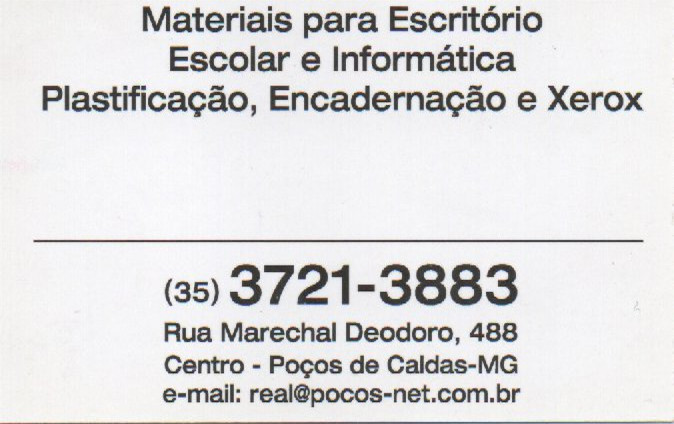 Materiais para Escritório
Escolar e Informática
Plastificação, Encadernação e Xerox
(35) 3721-3883
Rua Marechal Deodoro, 488
Centro - Poços de Caldas-MG
e-mail: real@pocos-net.com.br